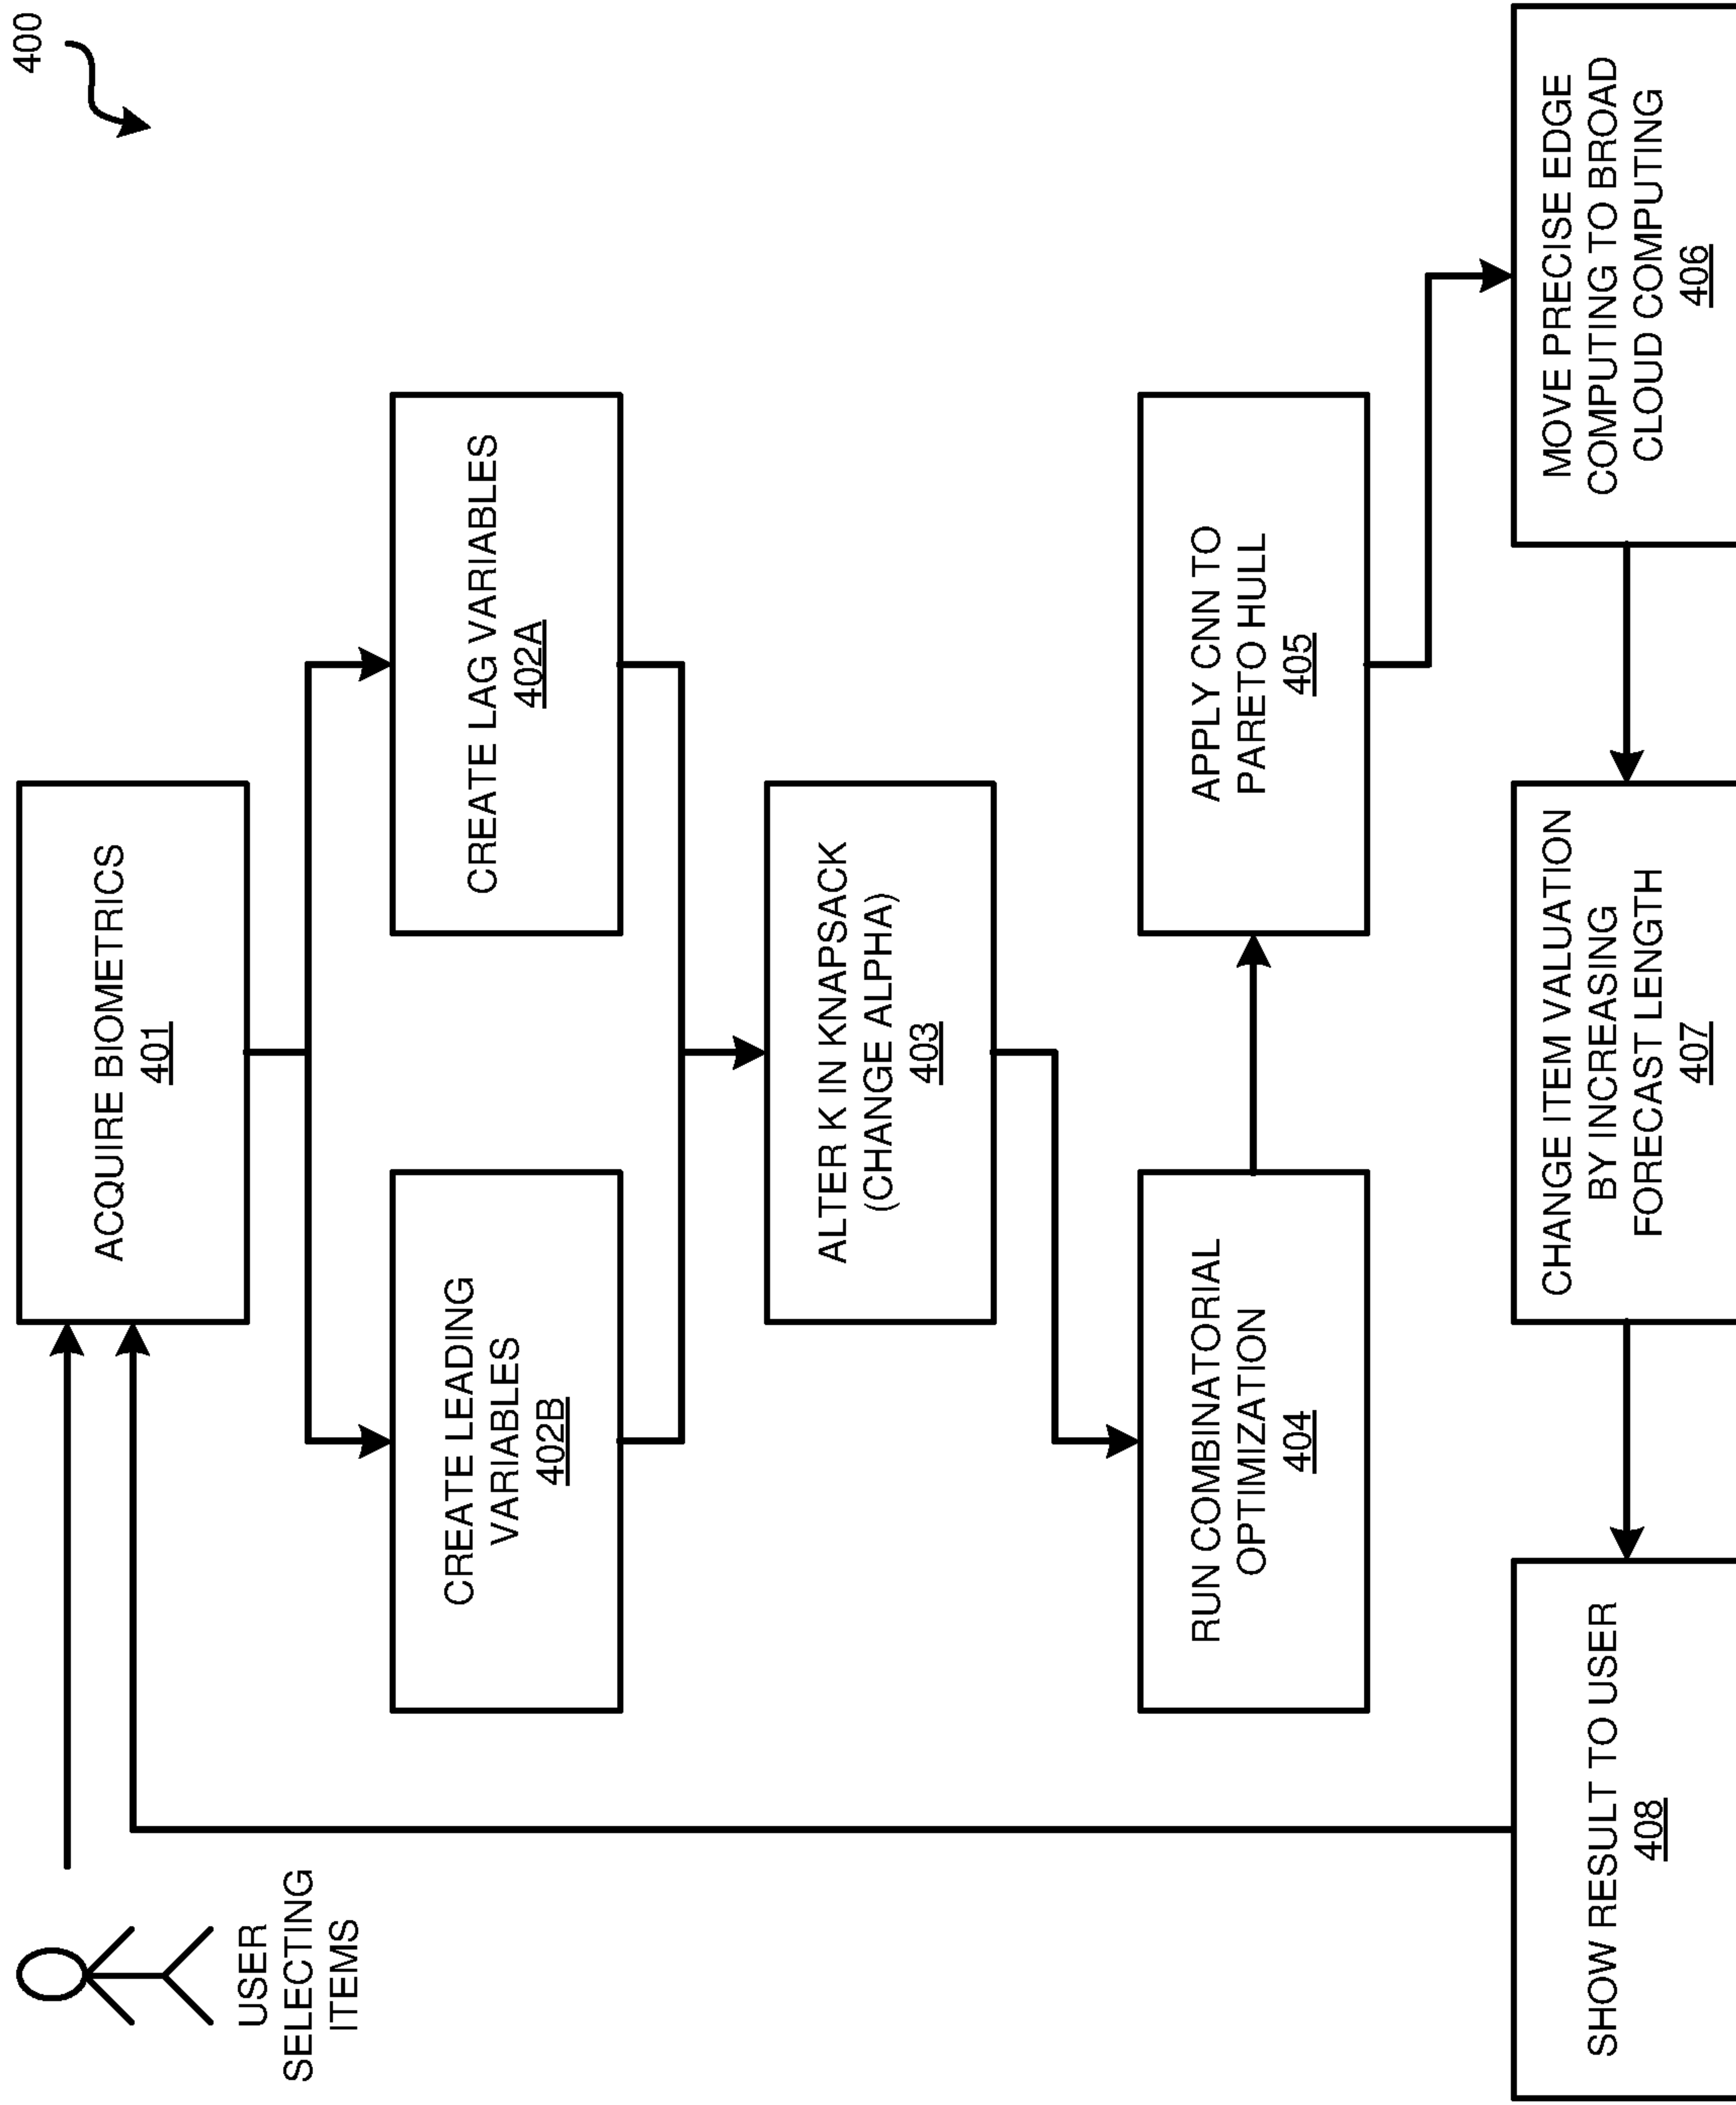 400
USER
SELECTING
ITEMS
ACQUIRE BIOMETRICS
401
CREATE LEADING
VARIABLES
402B
CREATE LAG VARIABLES
402A
ALTER K IN KNAPSACK
(CHANGE ALPHA)
403
RUN COMBINATORIAL
OPTIMIZATION
404
APPLY CNN TO
PARETO HULL
405
SHOW RESULT TO USER
408
CHANGE ITEM VALUATION
BY INCREASING
FORECAST LENGTH
407
MOVE PRECISE EDGE
COMPUTING TO BROAD
CLOUD COMPUTING
406